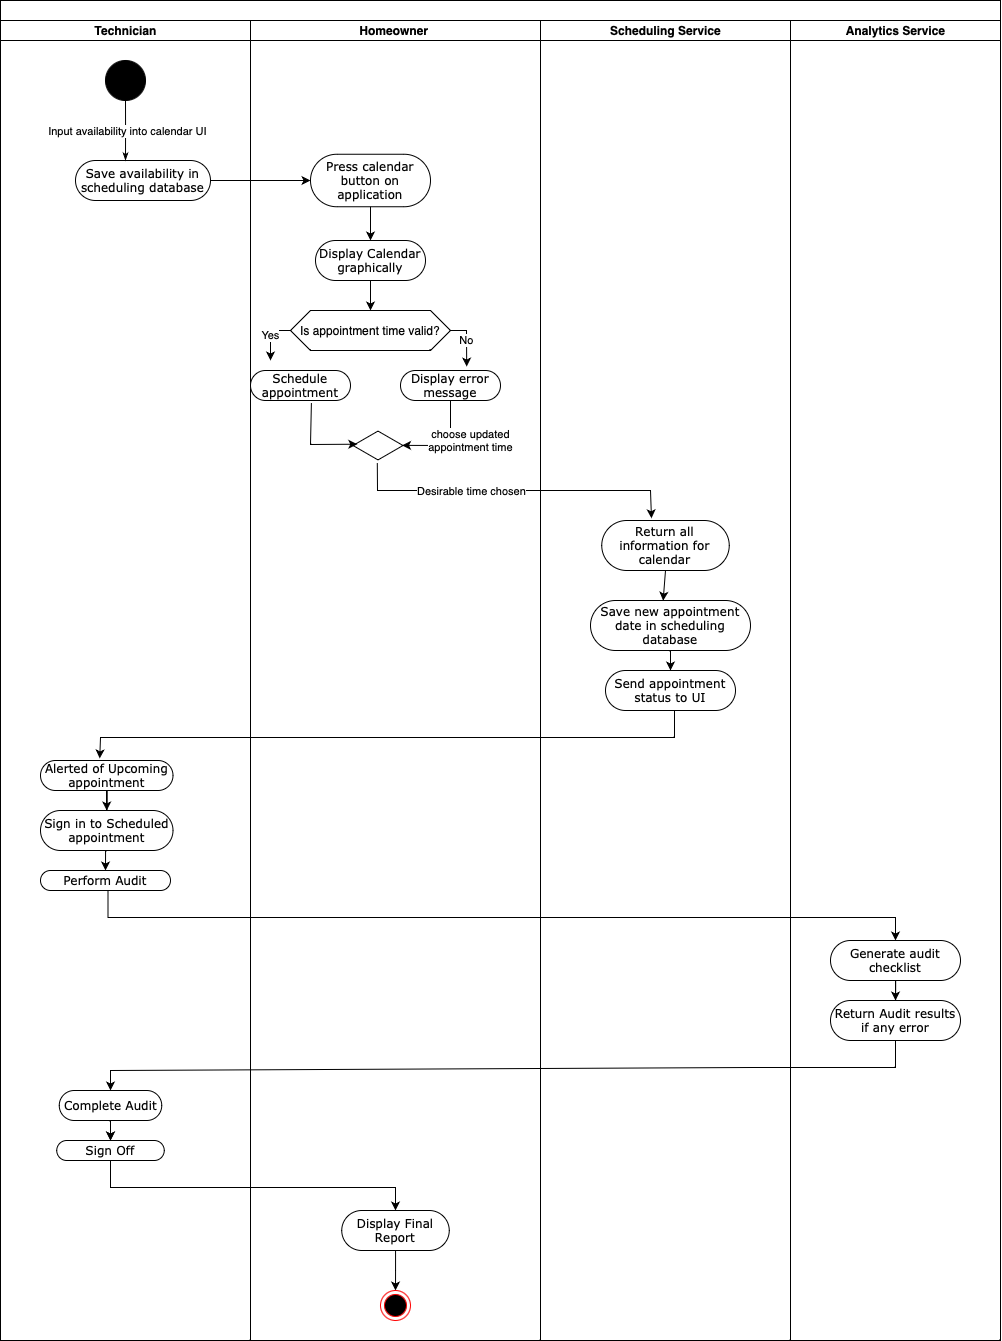 Technician
Homeowner
Scheduling Service
Analytics Service
Input availability into calendar UI
Save availability in
scheduling database
Press calendar
button on
application
Display Calendar
graphically
Is appointment time valid?
Yes
No
Schedule
appointment
Display error
message
choose updated
appointment time
Desirable time chosen
Return all
information for
calendar
Save new appointment
date in scheduling
database
Send appointment
status to UI
Alerted of Upcoming
appointment
Sign in to Scheduled
appointment
Perform Audit
Generate audit
checklist
Return Audit results
if any error
Complete Audit
Sign Off
Display Final
Report